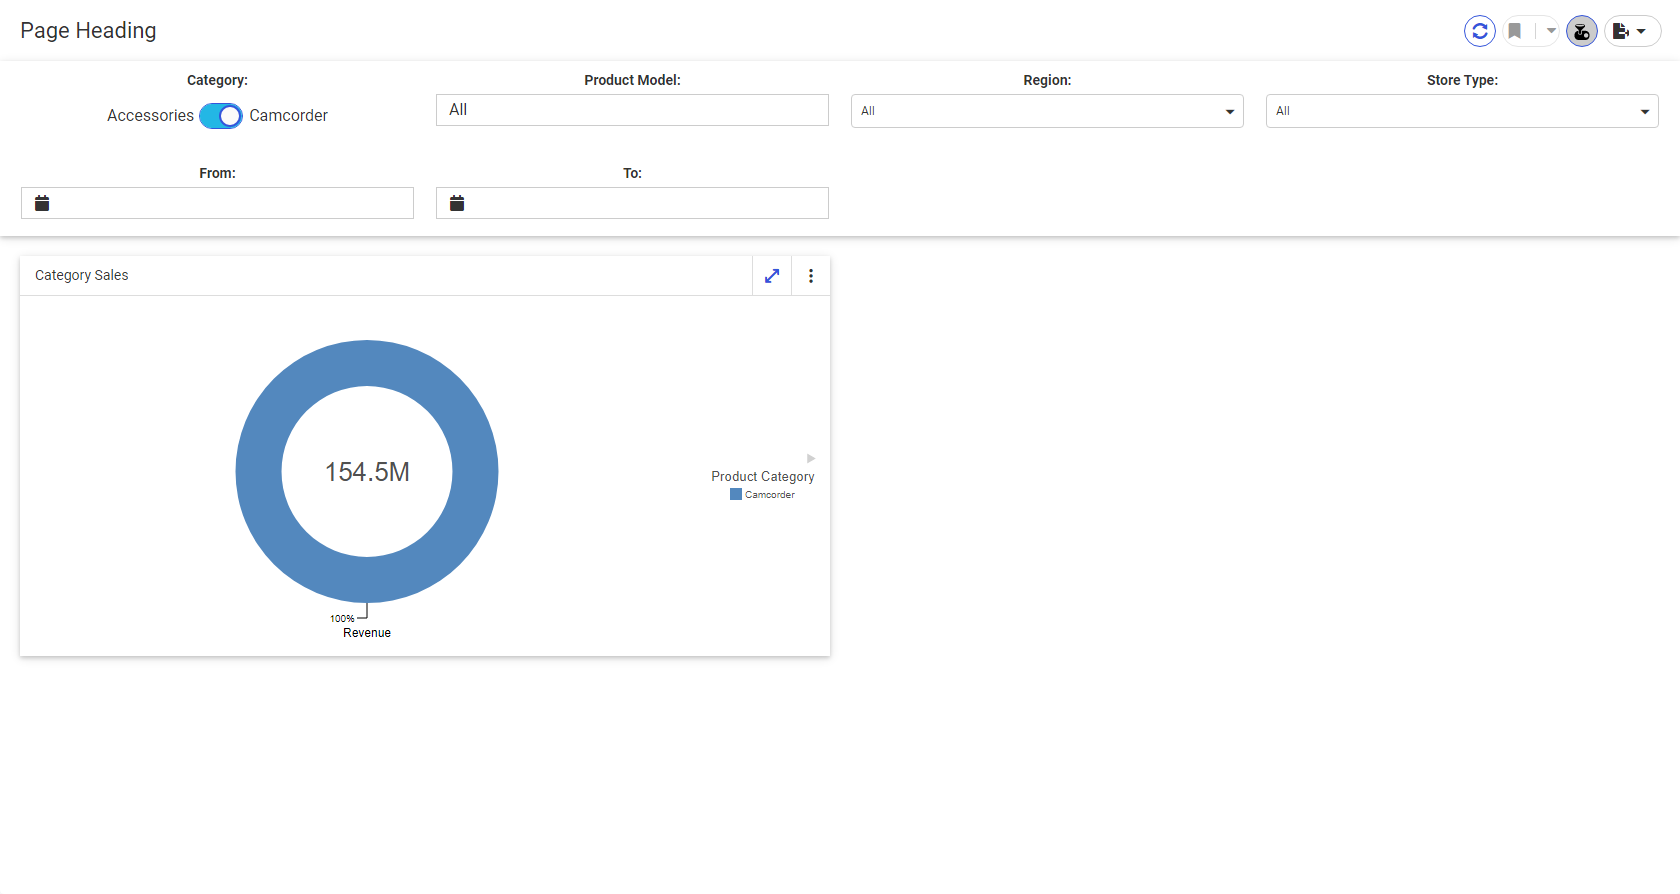 Page Heading
Category:
Product Model:
Region:
Store Type:
Accessories
Camcorder
All
All
All
From:
To:
Category Sales
154.5M
Product Category
Camcorder
100%
Revenue